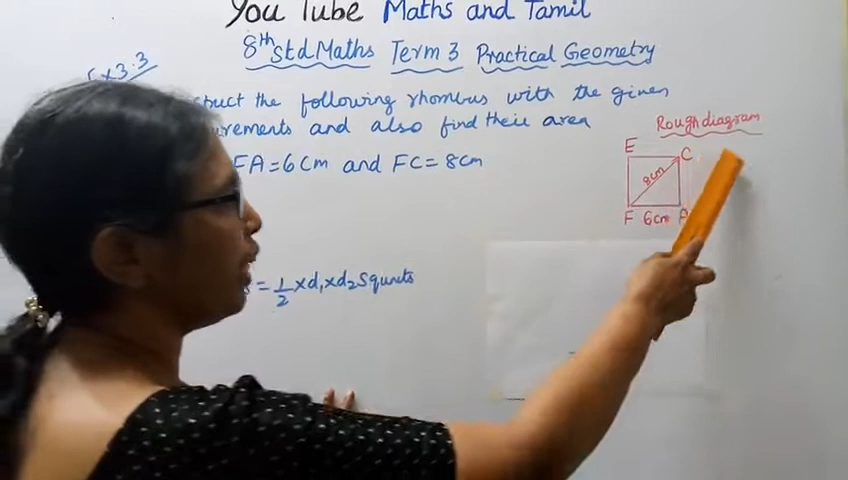 You Tube Maths and Tamil
8th Std Maths Term 3 Practical Geometry
Ex 3.3
the following rhombus with the given
and also find their area
FA = 6cm and FC = 8cm
= 1/2 x d1 x d2 Squnits
Rough diagram
E C
8cm
F 6cm A